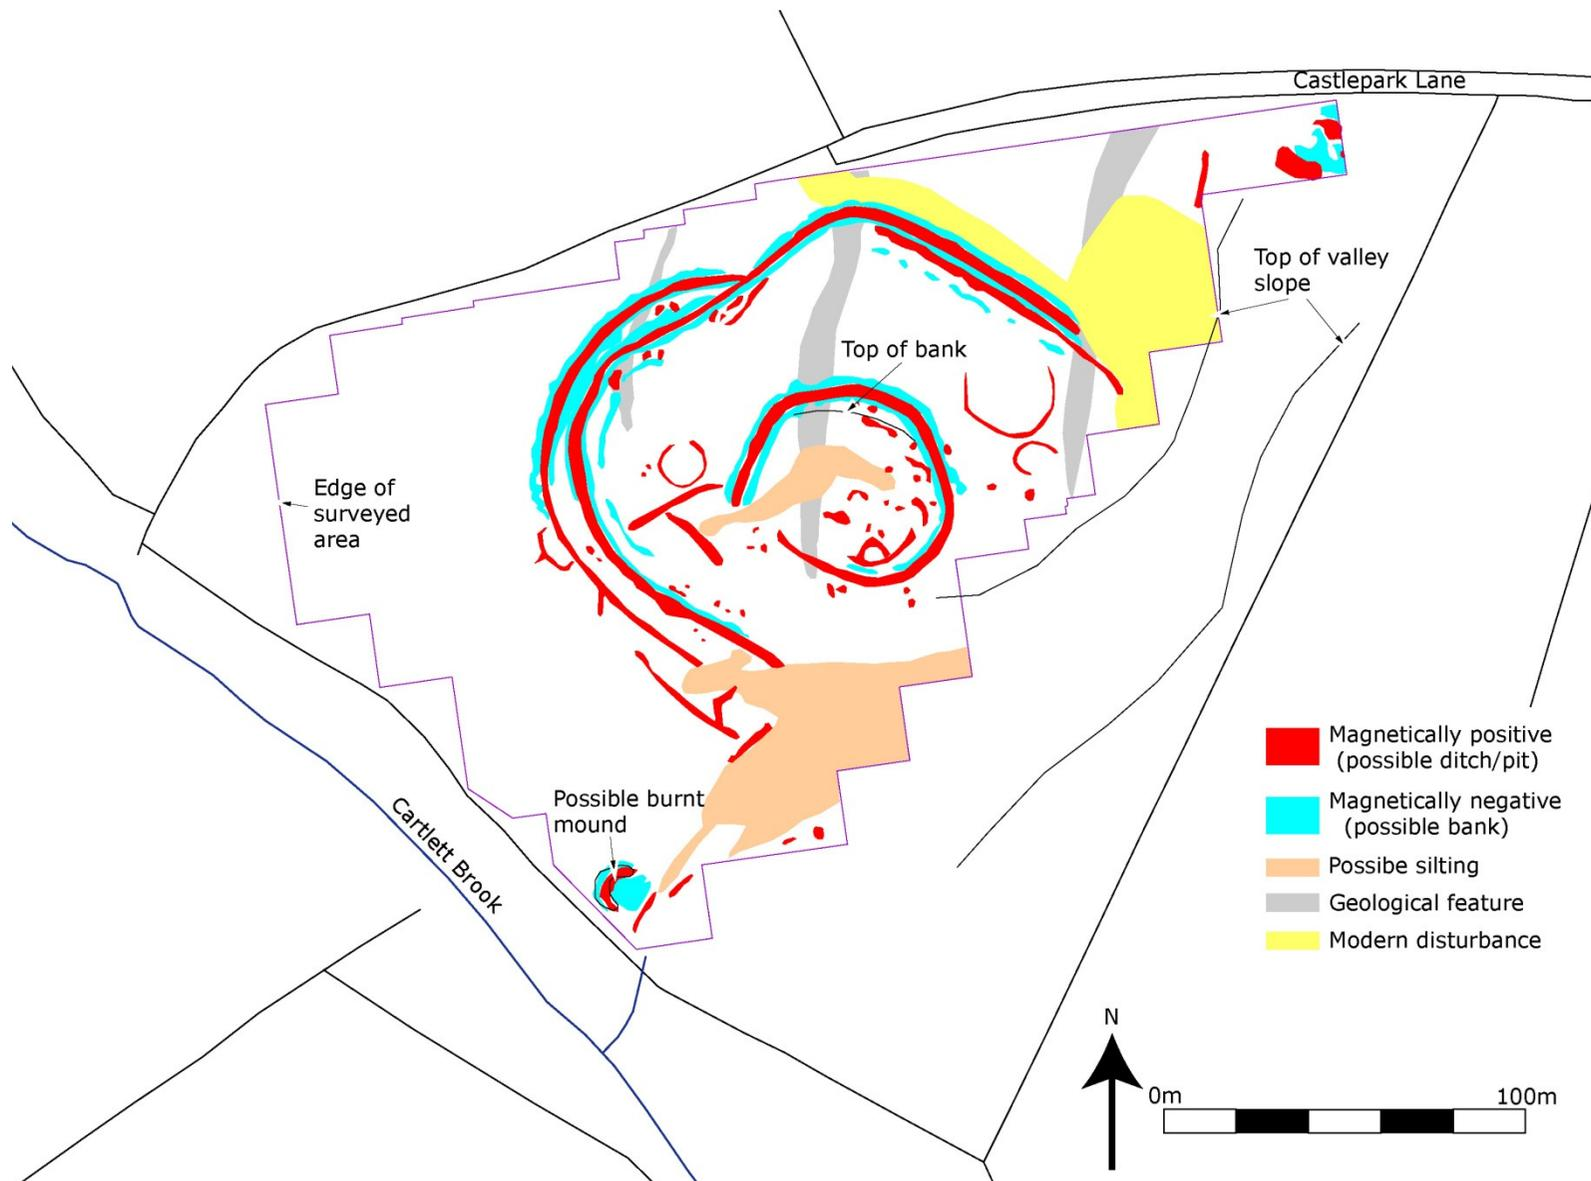 Castlepark Lane
Top of valley
slope
Top of bank
Edge of
surveyed
area
Possible burnt
mound
Cartlett Brook
Magnetically positive
(possible ditch/pit)
Magnetically negative
(possible bank)
Possibe silting
Geological feature
Modern disturbance
N
0m
100m